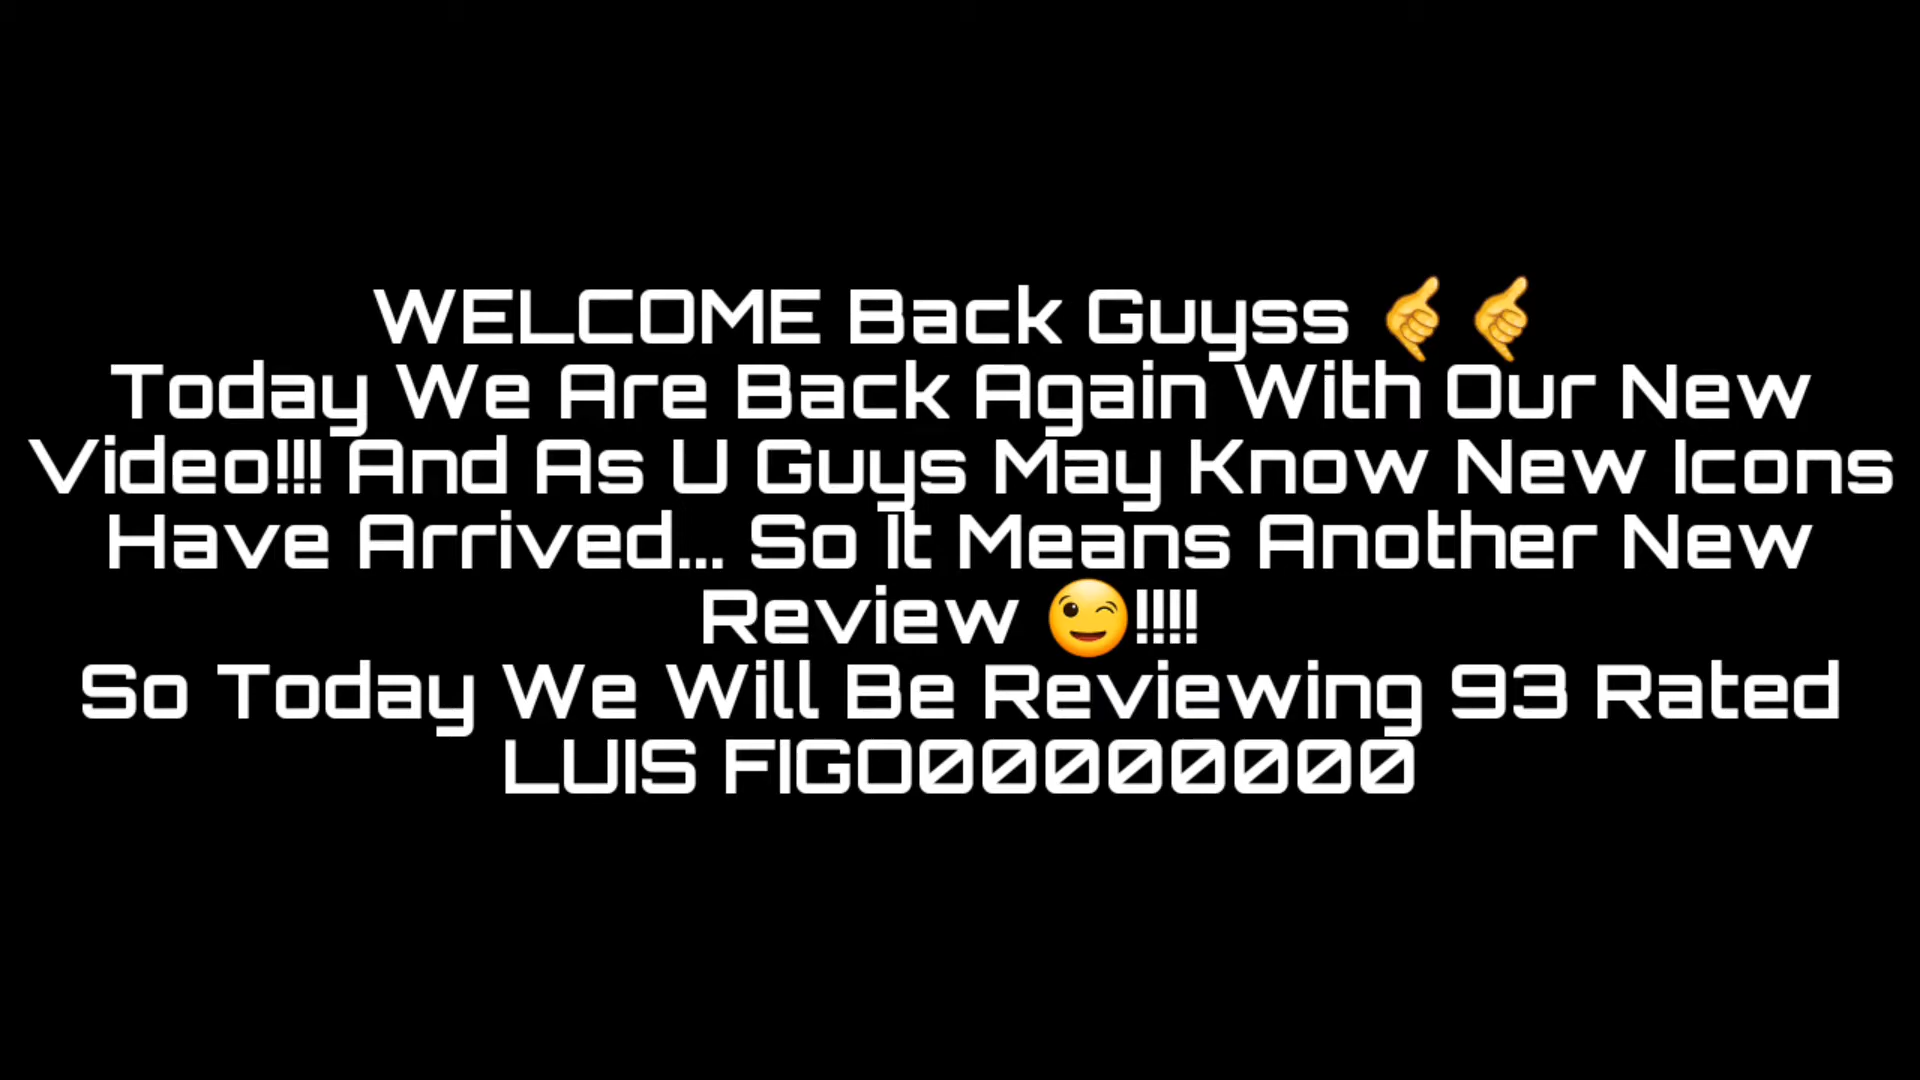 WELCOME Back Guyss 🤙🤙
Today We Are Back Again With Our New
Video!!! And As U Guys May Know New Icons
Have Arrived... So It Means Another New
Review 😉!!!!
So Today We Will Be Reviewing 93 Rated
LUIS FIGO00000000